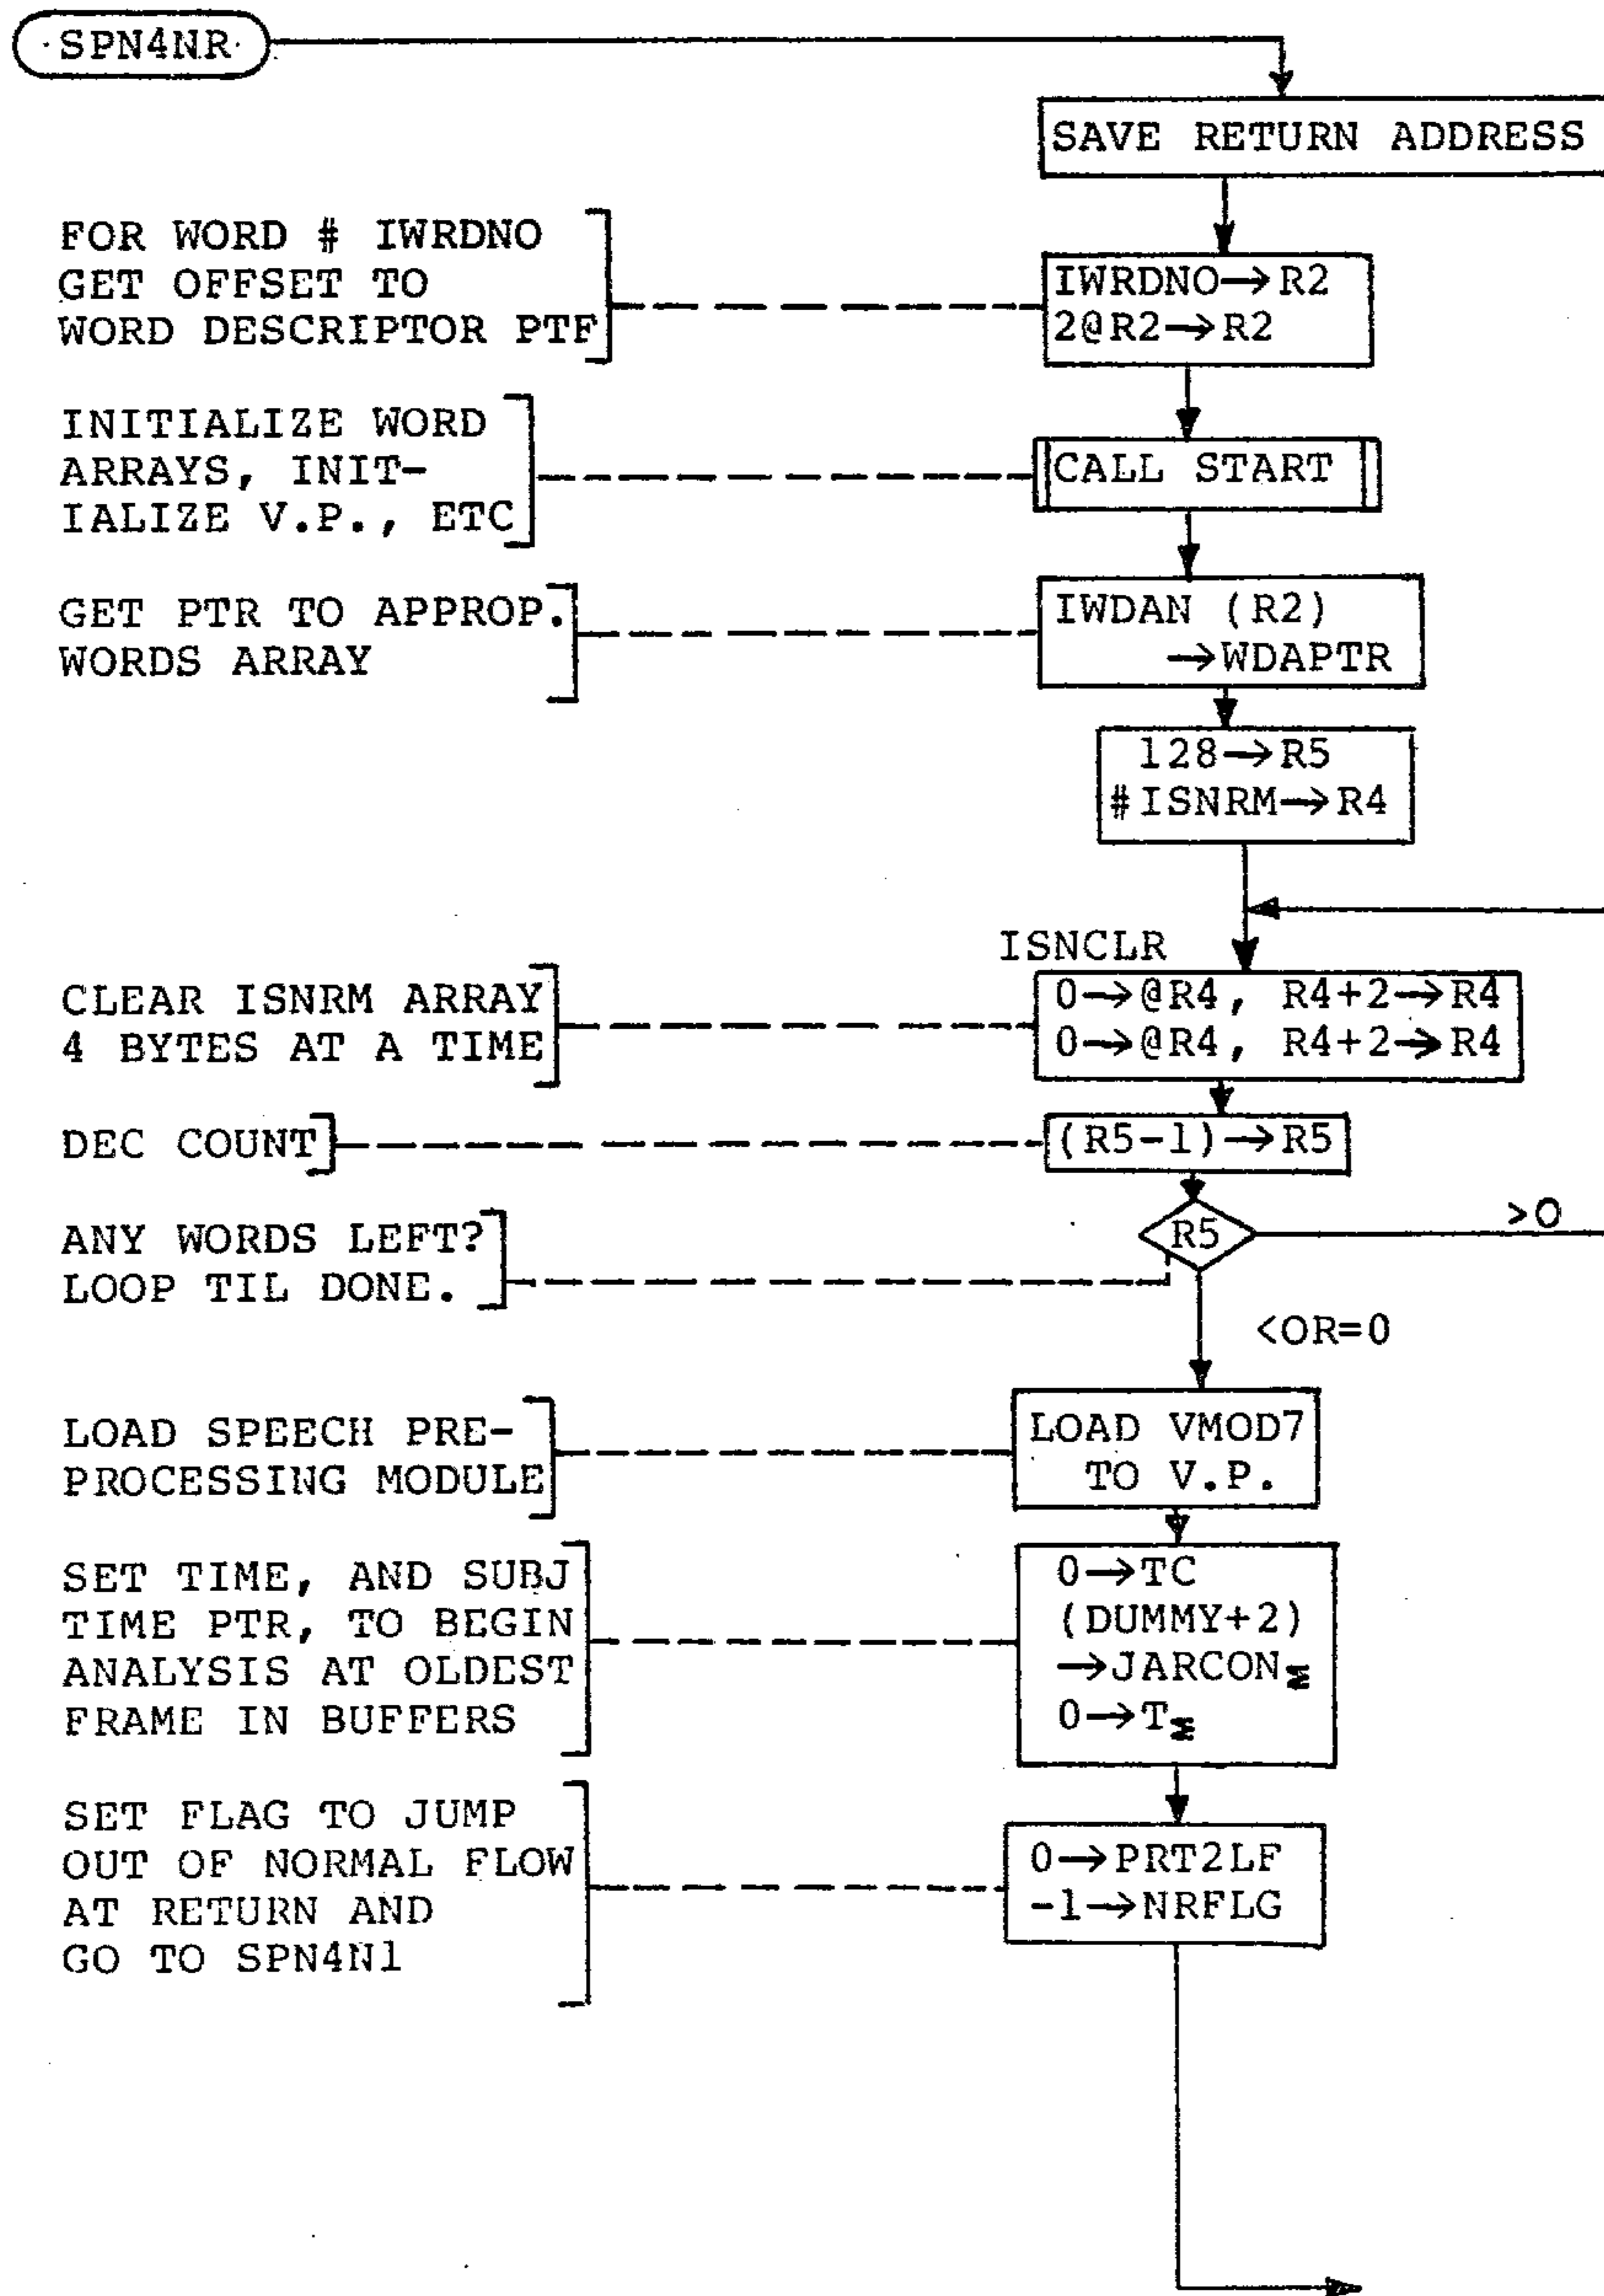 SPN4NR
SAVE RETURN ADDRESS
FOR WORD # IWRDNO
GET OFFSET TO
WORD DESCRIPTOR PTF
IWRDNO→R2
2@R2→R2
INITIALIZE WORD
ARRAYS, INIT-
IALIZE V.P., ETC
CALL START
GET PTR TO APPROP.
WORDS ARRAY
IWDAN (R2)
→WDAPTR
128→R5
#ISNRM→R4
ISNCLR
CLEAR ISNRM ARRAY
4 BYTES AT A TIME
0→@R4, R4+2→R4
0→@R4, R4+2→R4
DEC COUNT
(R5-1)→R5
ANY WORDS LEFT?
LOOP TIL DONE.
R5
>0
<OR=0
LOAD SPEECH PRE-
PROCESSING MODULE
LOAD VMOD7
TO V.P.
SET TIME, AND SUBJ
TIME PTR, TO BEGIN
ANALYSIS AT OLDEST
FRAME IN BUFFERS
0→TC
(DUMMY+2)
→JARCONΣ
0→TΣ
SET FLAG TO JUMP
OUT OF NORMAL FLOW
AT RETURN AND
GO TO SPN4N1
0→PRT2LF
-1→NRFLG